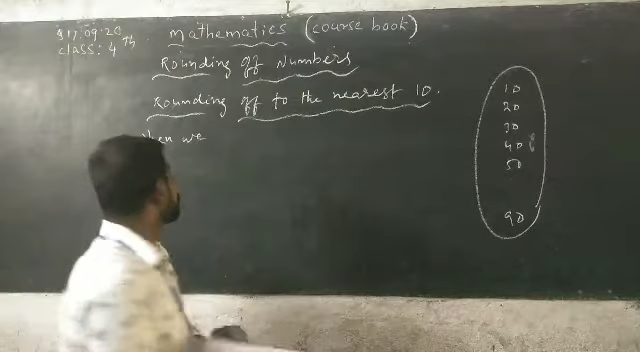 17.09.20
class: 4th
Mathematics (course book)
Rounding off Numbers
Rounding off to the nearest 10.
when we
10
20
30
40
50
90